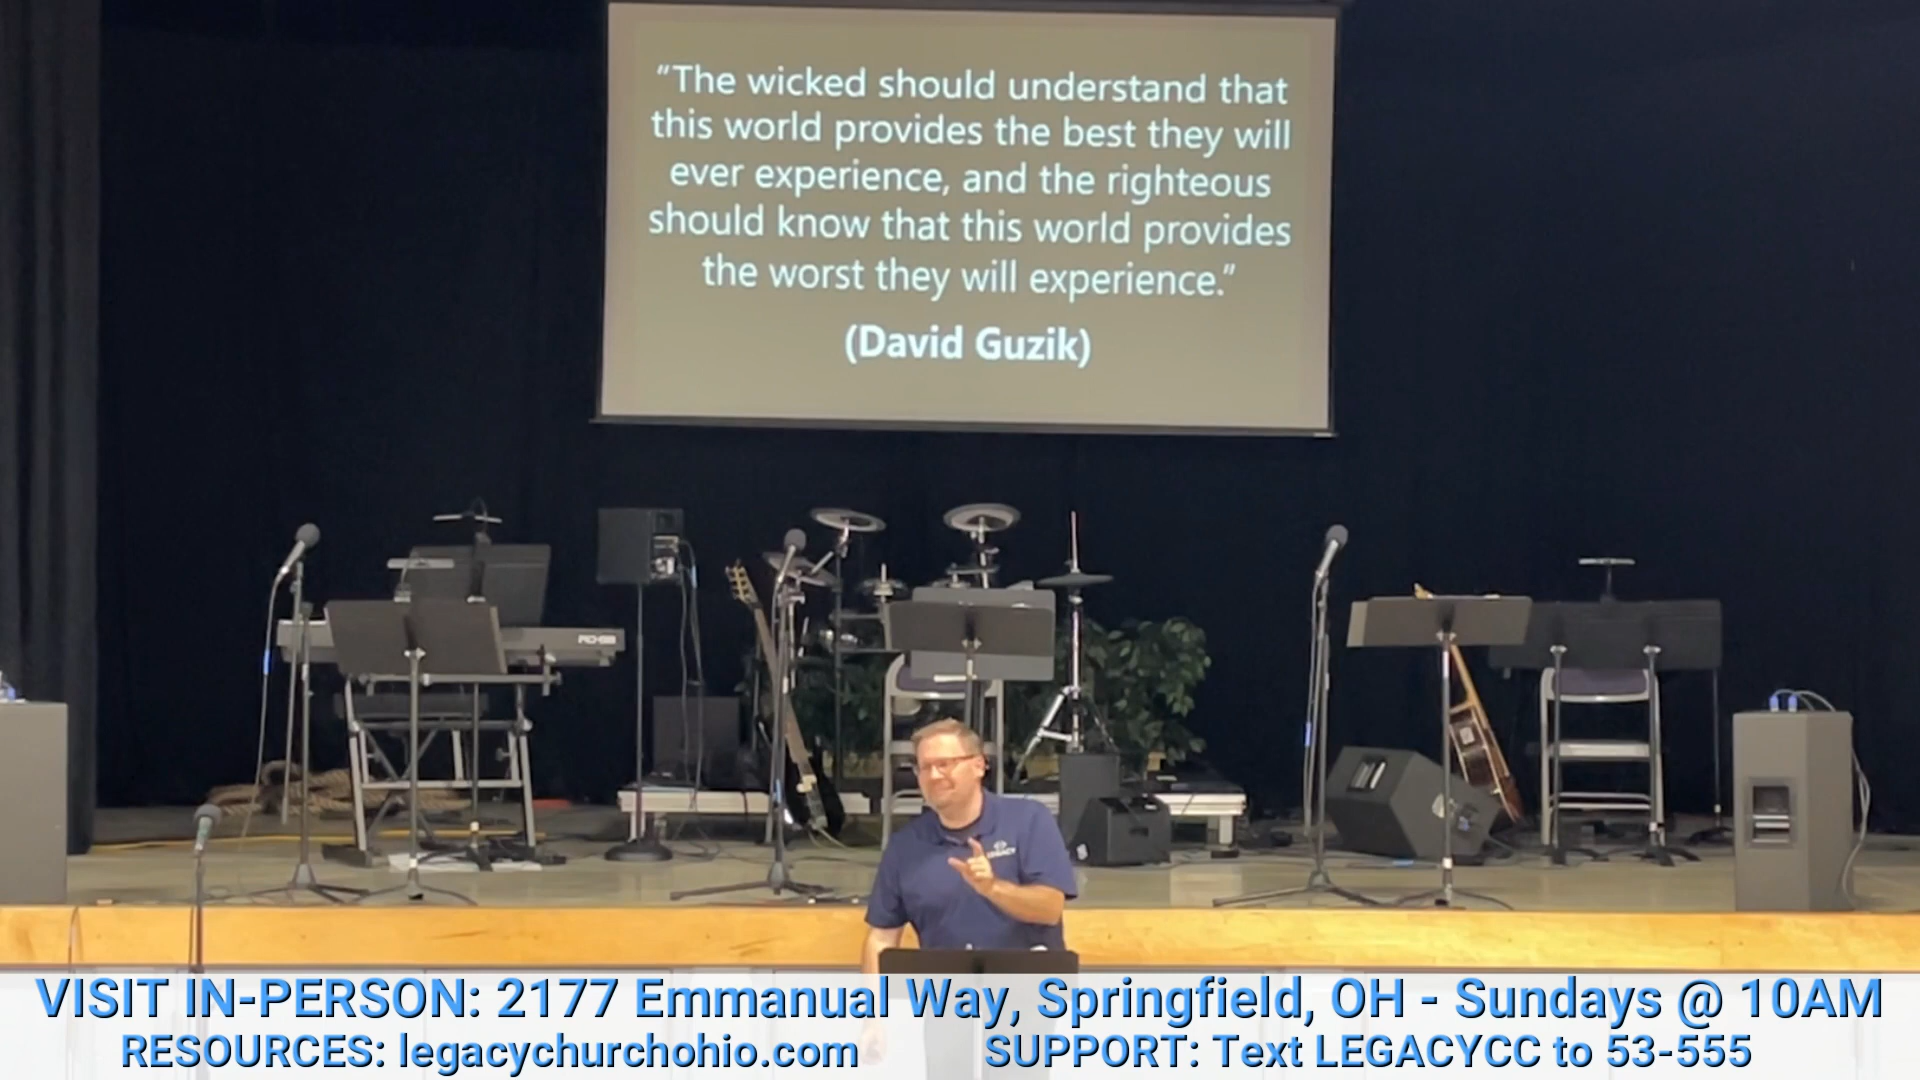 “The wicked should understand that
this world provides the best they will
ever experience, and the righteous
should know that this world provides
the worst they will experience.”
(David Guzik)
LEGACY
VISIT IN-PERSON: 2177 Emmanual Way, Springfield, OH - Sundays @ 10AM
RESOURCES: legacychurchohio.com
SUPPORT: Text LEGACYCC to 53-555